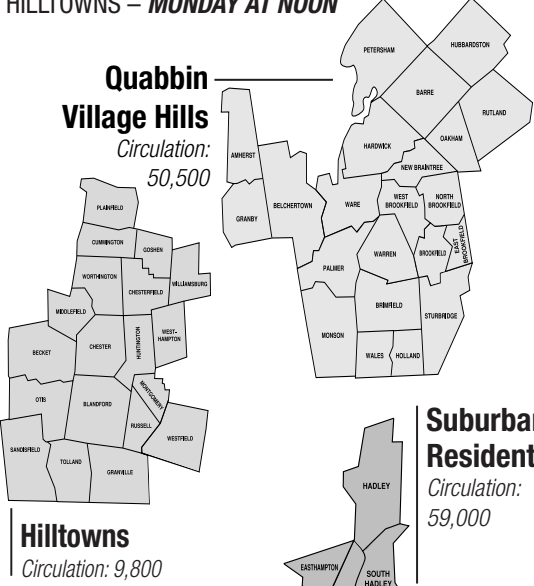 HILLTOWNS – MONDAY AT NOON
Quabbin
Village Hills
Circulation:
50,500
PETERSHAM
HUBBARDSTON
BARRE
RUTLAND
OAKHAM
HARDWICK
NEW BRAINTREE
AMHERST
BELCHERTOWN
GRANBY
WARE
WEST
BROOKFIELD
NORTH
BROOKFIELD
EAST
BROOKFIELD
BROOKFIELD
WARREN
PALMER
BRIMFIELD
STURBRIDGE
MONSON
WALES
HOLLAND
PLAINFIELD
CUMMINGTON
GOSHEN
WORTHINGTON
CHESTERFIELD
WILLIAMSBURG
MIDDLEFIELD
CHESTER
HUNTINGTON
WEST-
HAMPTON
BECKET
OTIS
BLANDFORD
MONTGOMERY
RUSSELL
WESTFIELD
SANDISFIELD
TOLLAND
GRANVILLE
Hilltowns
Circulation: 9,800
Suburban
Resident
Circulation:
59,000
HADLEY
EASTHAMPTON
SOUTH
HADLEY